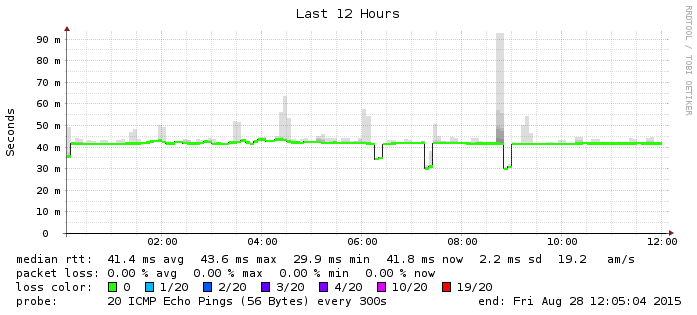 Last 12 Hours
RRDTOOL / TOBI OETIKER
Seconds
90 m
80 m
70 m
60 m
50 m
40 m
30 m
20 m
10 m
0
02:00 04:00 06:00 08:00 10:00 12:00
median rtt: 41.4 ms avg 43.6 ms max 29.9 ms min 41.8 ms now 2.2 ms sd 19.2 am/s
packet loss: 0.00 % avg 0.00 % max 0.00 % min 0.00 % now
loss color: 0 1/20 2/20 3/20 4/20 10/20 19/20
probe: 20 ICMP Echo Pings (56 Bytes) every 300s end: Fri Aug 28 12:05:04 2015